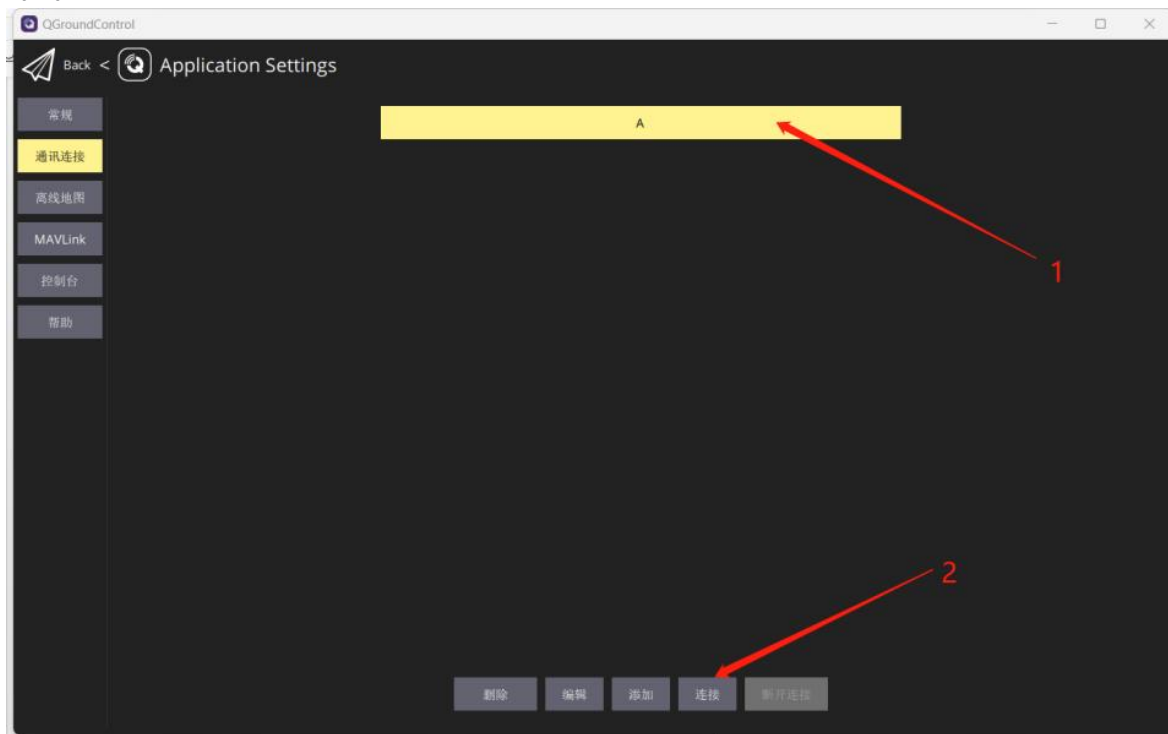 QGroundControl
Back < Application Settings
常规
A
通讯连接
离线地图
MAVLink
1
控制台
帮助
2
删除 编辑 添加 连接 断开连接